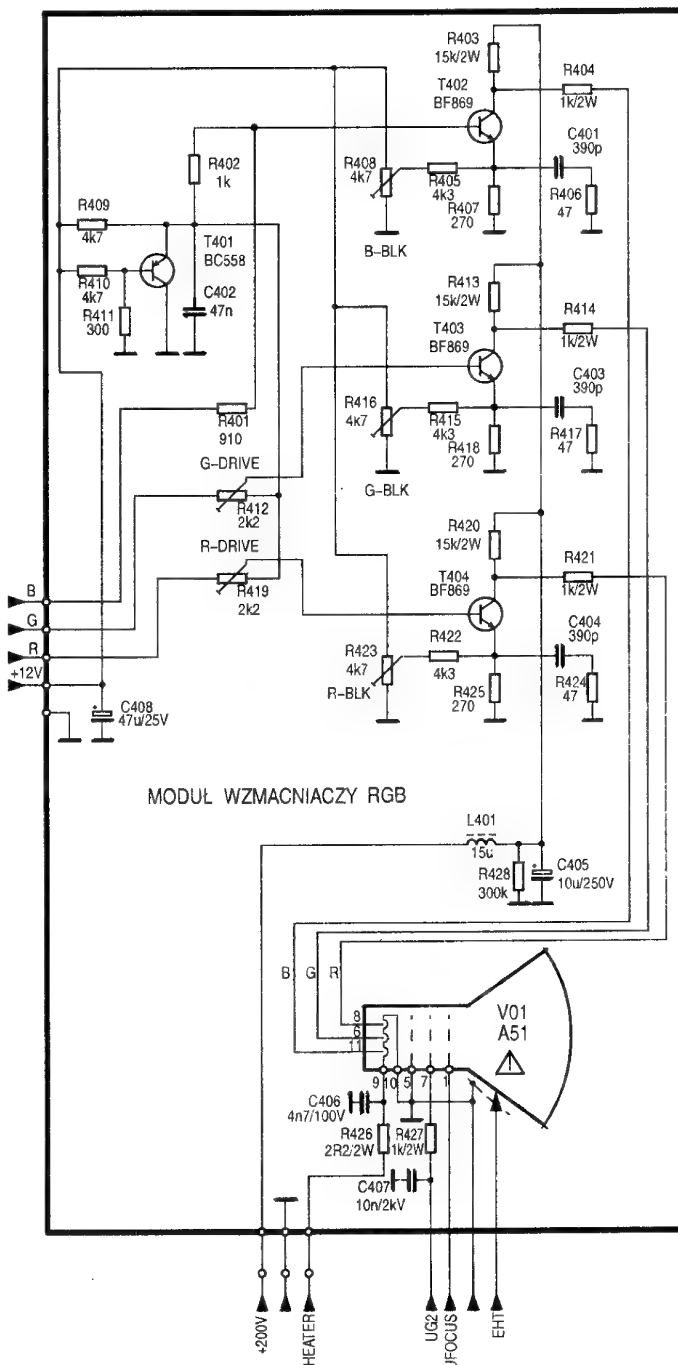 R403
15k/2W
R404
1k/2W
T402
BF869
C401
390p
R402
1k
R408
4k7
R405
4k3
R407
270
R406
47
B-BLK
R409
4k7
T401
BC558
R410
4k7
R411
300
C402
47n
R413
15k/2W
R414
1k/2W
T403
BF869
C403
390p
R416
4k7
R415
4k3
R418
270
R417
47
G-BLK
R401
910
G-DRIVE
R412
2k2
R-DRIVE
R419
2k2
R420
15k/2W
R421
1k/2W
T404
BF869
C404
390p
R423
4k7
R422
4k3
R425
270
R424
47
R-BLK
B
G
R
+12V
+
C408
47u/25V
MODUŁ WZMACNIACZY RGB
L401
15u
R428
300k
+
C405
10u/250V
B G R
V01
A51
8
6
11
9 10 5 7 1
C406
4n7/100V
R426
2R2/2W
R427
1k/2W
C407
10n/2kV
+200V
HEATER
UG2
UFOCUS
EHT